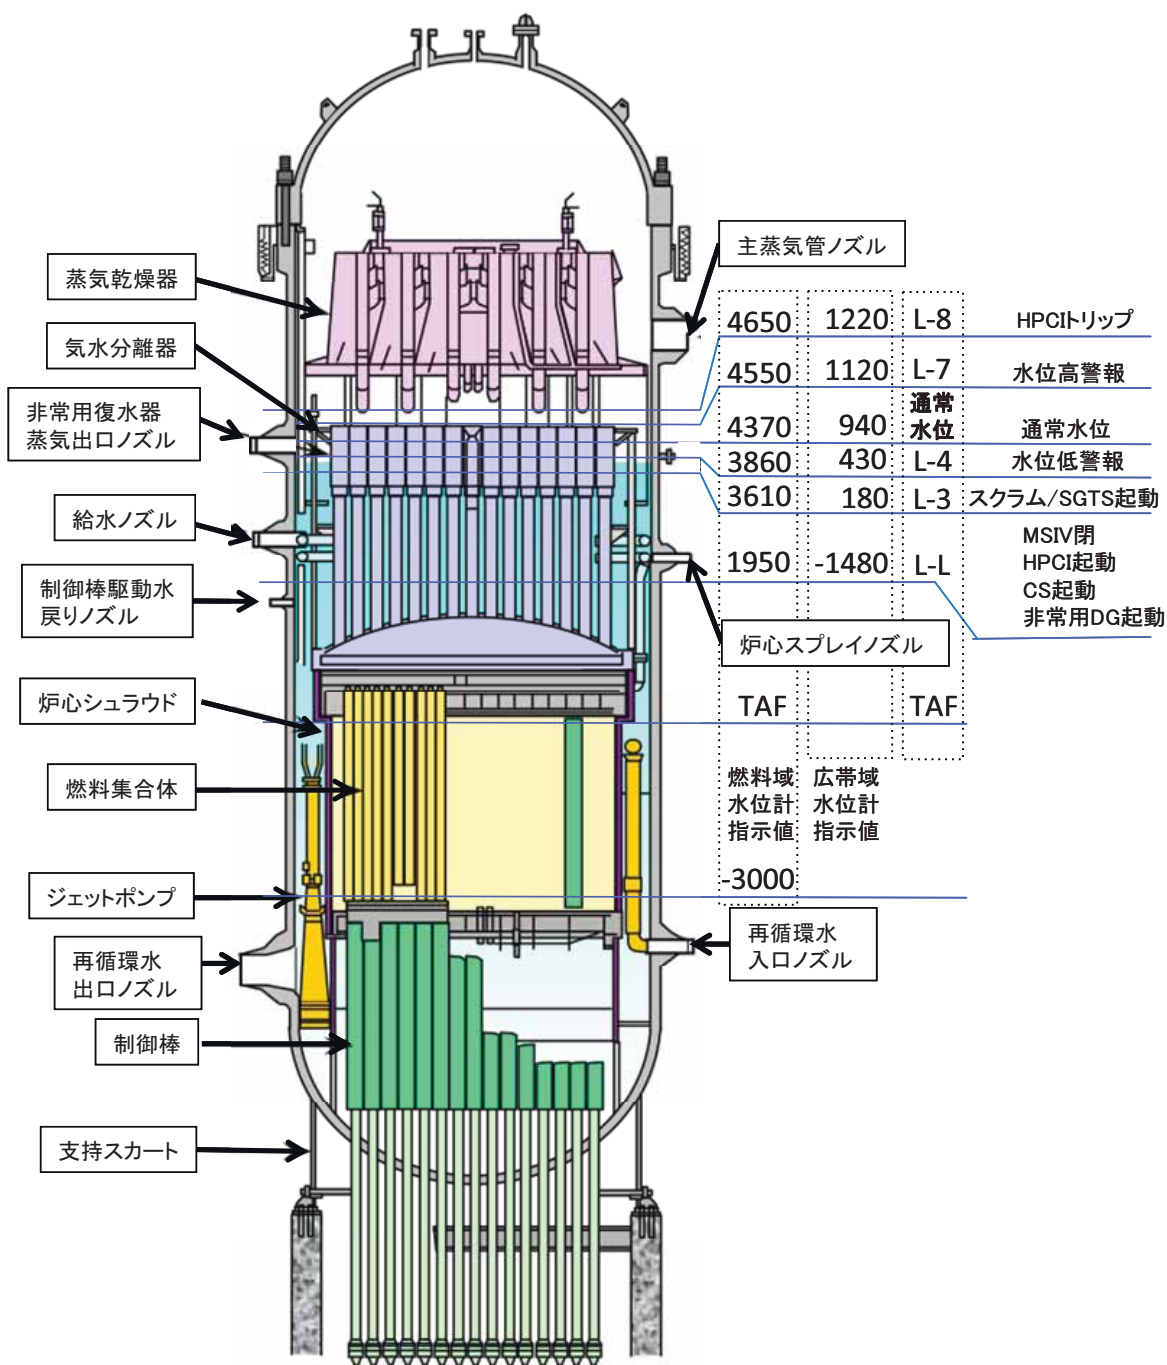 主蒸気管ノズル
蒸気乾燥器
気水分離器
非常用復水器
蒸気出口ノズル
給水ノズル
制御棒駆動水
戻りノズル
炉心シュラウド
燃料集合体
ジェットポンプ
再循環水
出口ノズル
制御棒
支持スカート
4650 1220 L-8 HPCIトリップ
4550 1120 L-7 水位高警報
通常
水位
4370 940 通常水位
3860 430 L-4 水位低警報
3610 180 L-3 スクラム/SGTS起動
1950 -1480 L-L
MSIV閉
HPCI起動
CS起動
非常用DG起動
炉心スプレイノズル
TAF TAF
燃料域
水位計
指示値
広帯域
水位計
指示値
-3000
再循環水
入口ノズル